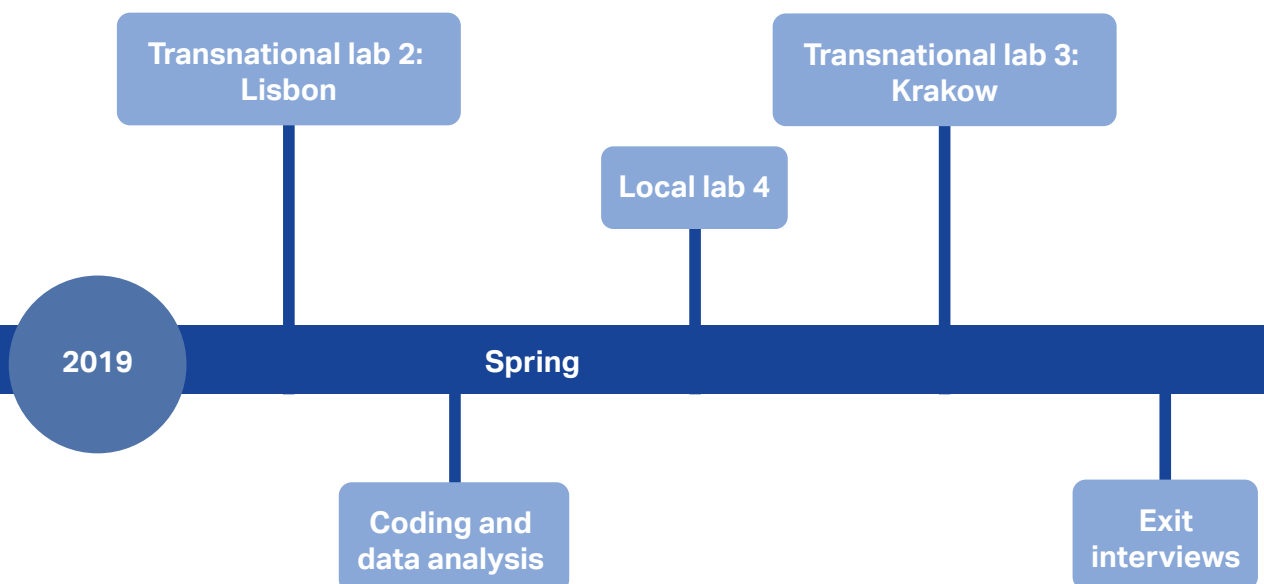 Transnational lab 2:
Lisbon
Transnational lab 3:
Krakow
Local lab 4
2019
Spring
Coding and
data analysis
Exit
interviews